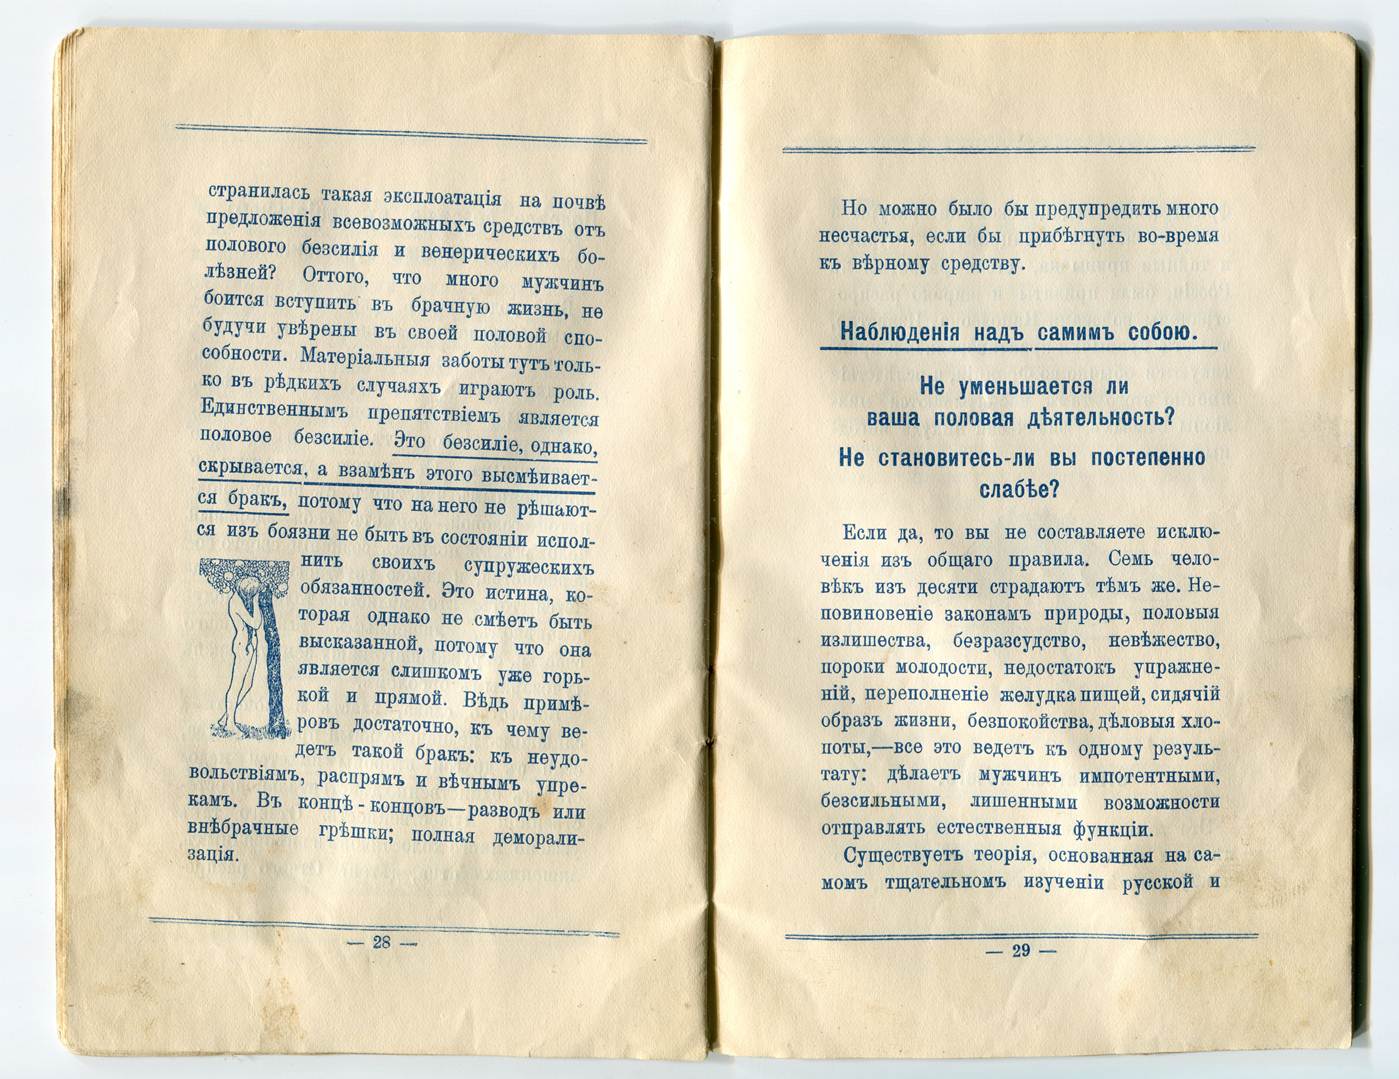 странилась такая эксплоатація на почвѣ
предложенія всевозможныхъ средствъ отъ
полового безсилія и венерическихъ бо-
лѣзней? Оттого, что много мужчинъ
боится вступить въ брачную жизнь, не
будучи увѣрены въ своей половой спо-
собности. Матеріальныя заботы тутъ толь-
ко въ рѣдкихъ случаяхъ играютъ роль.
Единственнымъ препятствіемъ является
половое безсиліе. Это безсиліе, однако,
скрывается, а взамѣнъ этого высмѣивает-
ся бракъ, потому что на него не рѣшают-
ся изъ боязни не быть въ состояніи испол-
нить своихъ супружескихъ
обязанностей. Это истина, ко-
торая однако не смѣетъ быть
высказанной, потому что она
является слишкомъ уже горь-
кой и прямой. Вѣдь примѣ-
ровъ достаточно, къ чему ве-
детъ такой бракъ: къ неудо-
вольствіямъ, распрямъ и вѣчнымъ упре-
камъ. Въ концѣ-концовъ—разводъ или
внѣбрачные грѣшки; полная деморали-
зація.
— 28 —
Но можно было бы предупредить много
несчастья, если бы прибѣгнуть во-время
къ вѣрному средству.
Наблюденія надъ самимъ собою.
Не уменьшается ли
ваша половая дѣятельность?
Не становитесь-ли вы постепенно
слабѣе?
Если да, то вы не составляете исклю-
ченія изъ общаго правила. Семь чело-
вѣкъ изъ десяти страдаютъ тѣмъ же. Не-
повиновеніе законамъ природы, половыя
излишества, безразсудство, невѣжество,
пороки молодости, недостатокъ упражне-
ній, переполненіе желудка пищей, сидячій
образъ жизни, безпокойства, дѣловыя хло-
поты,—все это ведетъ къ одному резуль-
тату: дѣлаетъ мужчинъ импотентными,
безсильными, лишенными возможности
отправлять естественныя функціи.
Существуетъ теорія, основанная на са-
момъ тщательномъ изученіи русской и
— 29 —